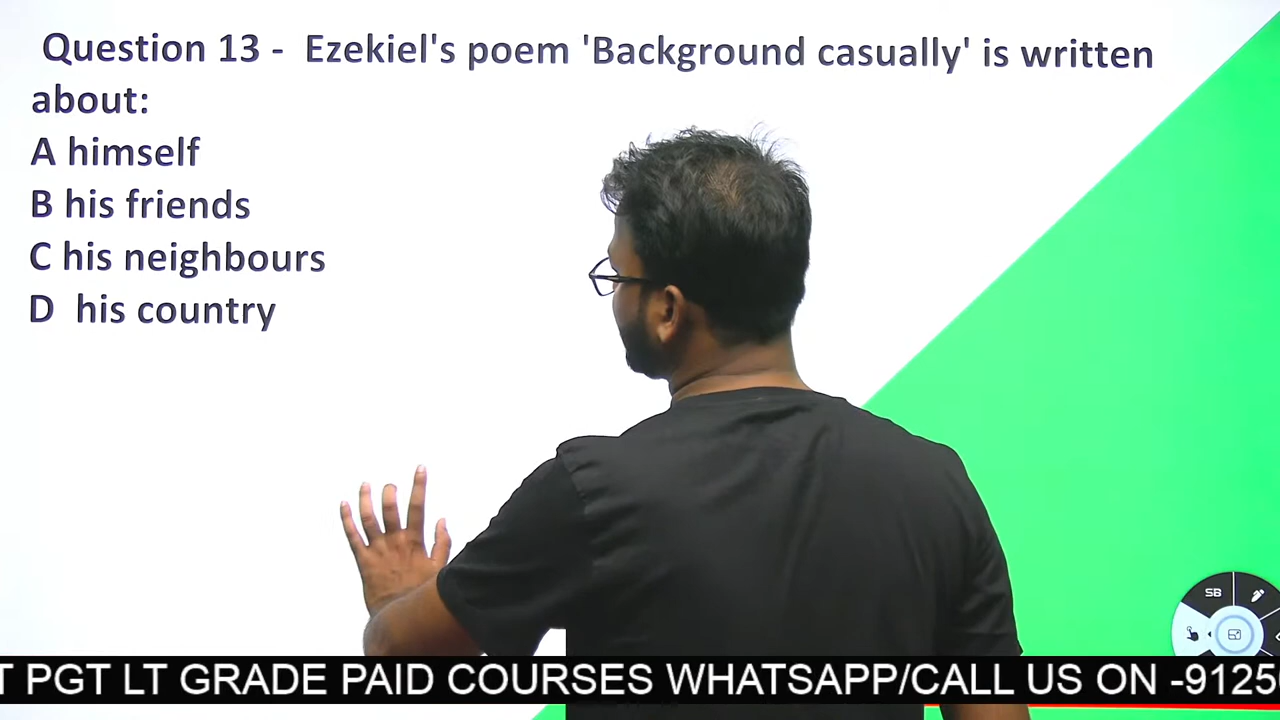 Question 13 - Ezekiel's poem 'Background casually' is written
about:
A himself
B his friends
C his neighbours
D his country
SB
T PGT LT GRADE PAID COURSES WHATSAPP/CALL US ON -9125